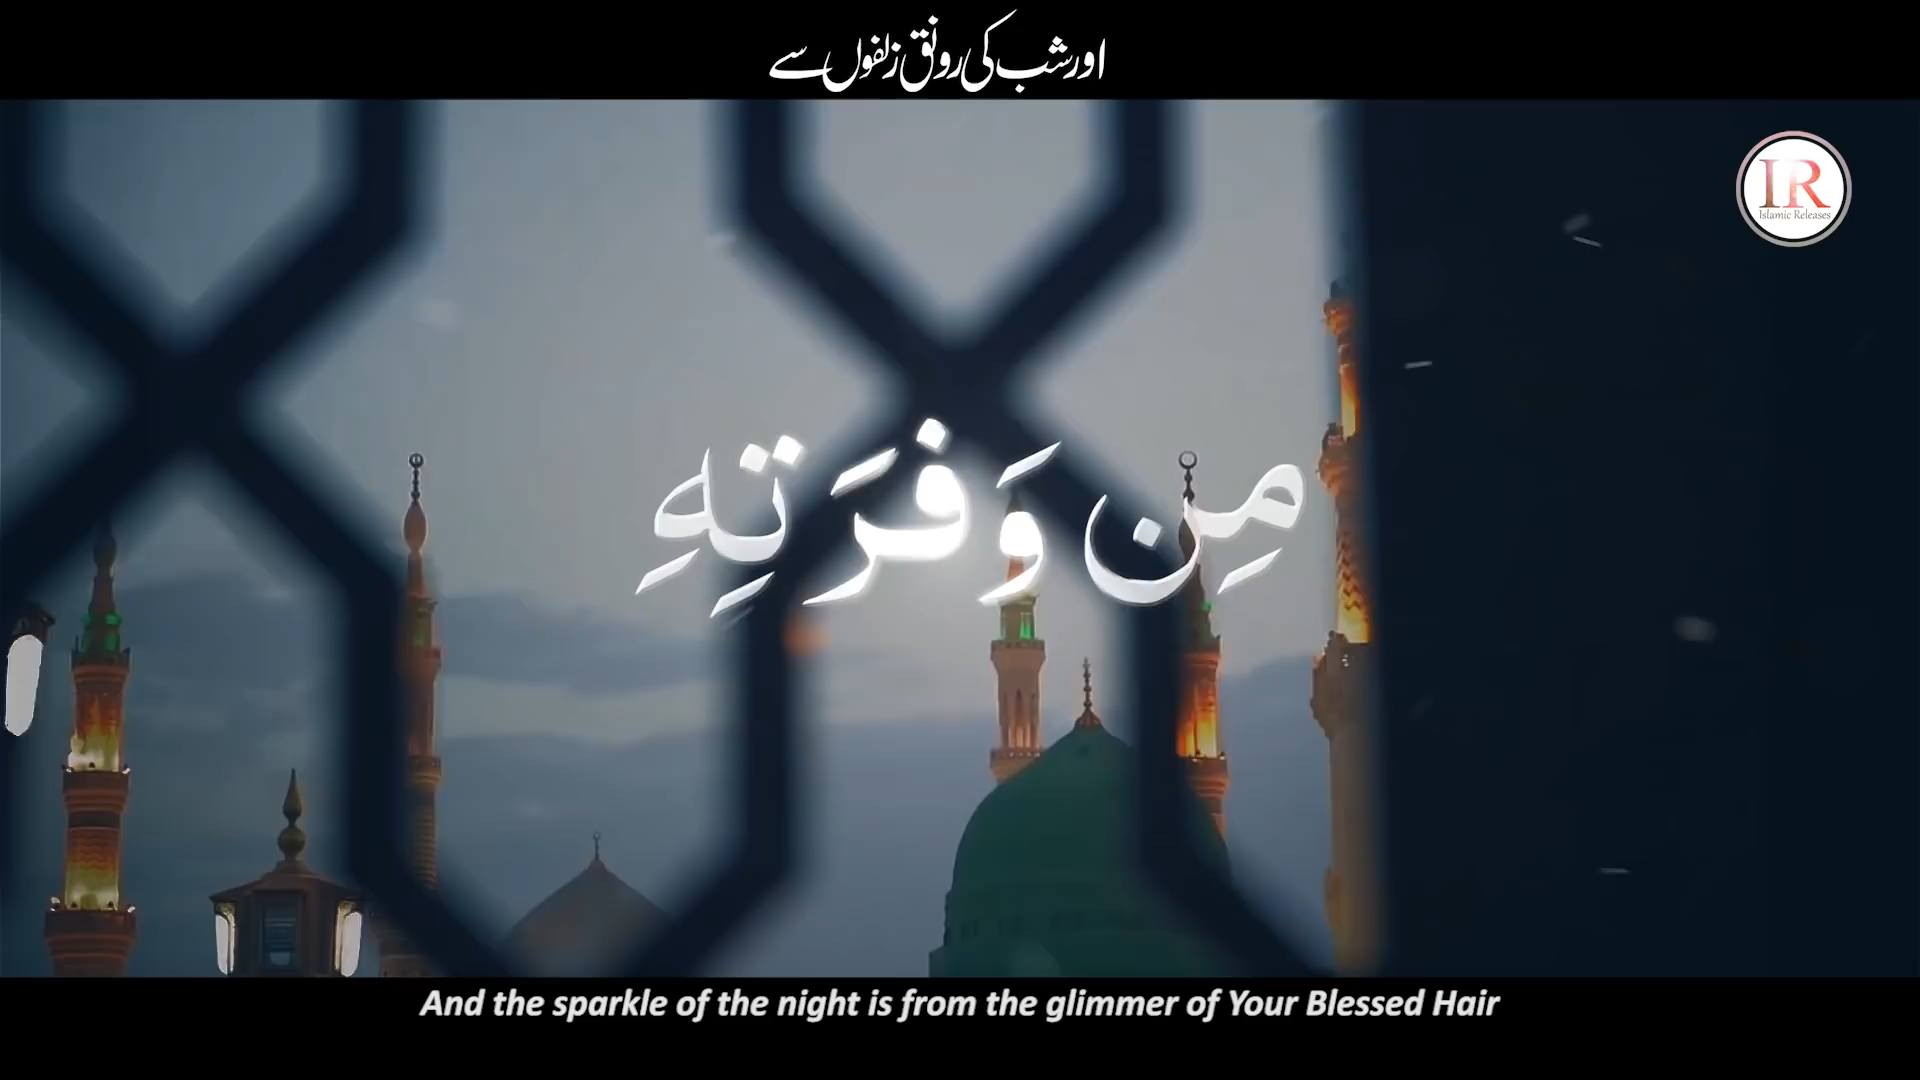 اور شب کی رونق زلفوں سے
IR
Islamic Releases
مِن وَفَرَتِهِ
And the sparkle of the night is from the glimmer of Your Blessed Hair